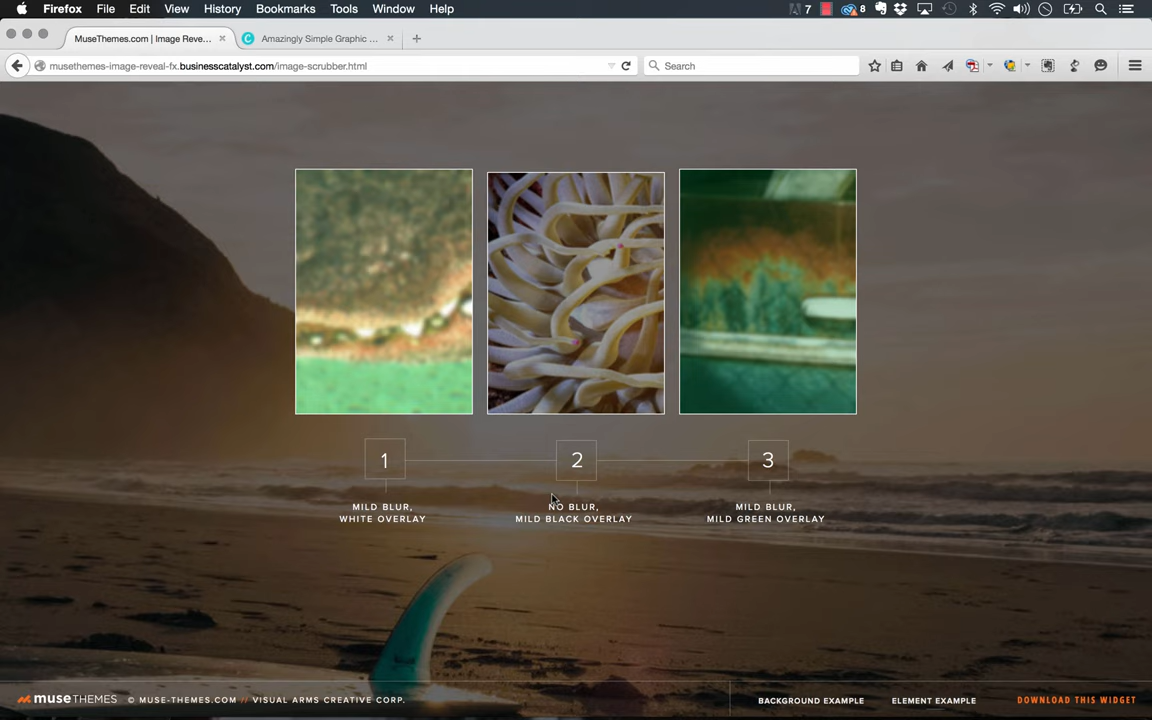 Firefox File Edit View History Bookmarks Tools Window Help 7 8
MuseThemes.com | Image Reve... Amazingly Simple Graphic ...
musethemes-image-reveal-fx.businesscatalyst.com/image-scrubber.html Search
1 2 3
MILD BLUR,
WHITE OVERLAY
NO BLUR,
MILD BLACK OVERLAY
MILD BLUR,
MILD GREEN OVERLAY
museTHEMES © MUSE-THEMES.COM // VISUAL ARMS CREATIVE CORP. BACKGROUND EXAMPLE ELEMENT EXAMPLE DOWNLOAD THIS WIDGET